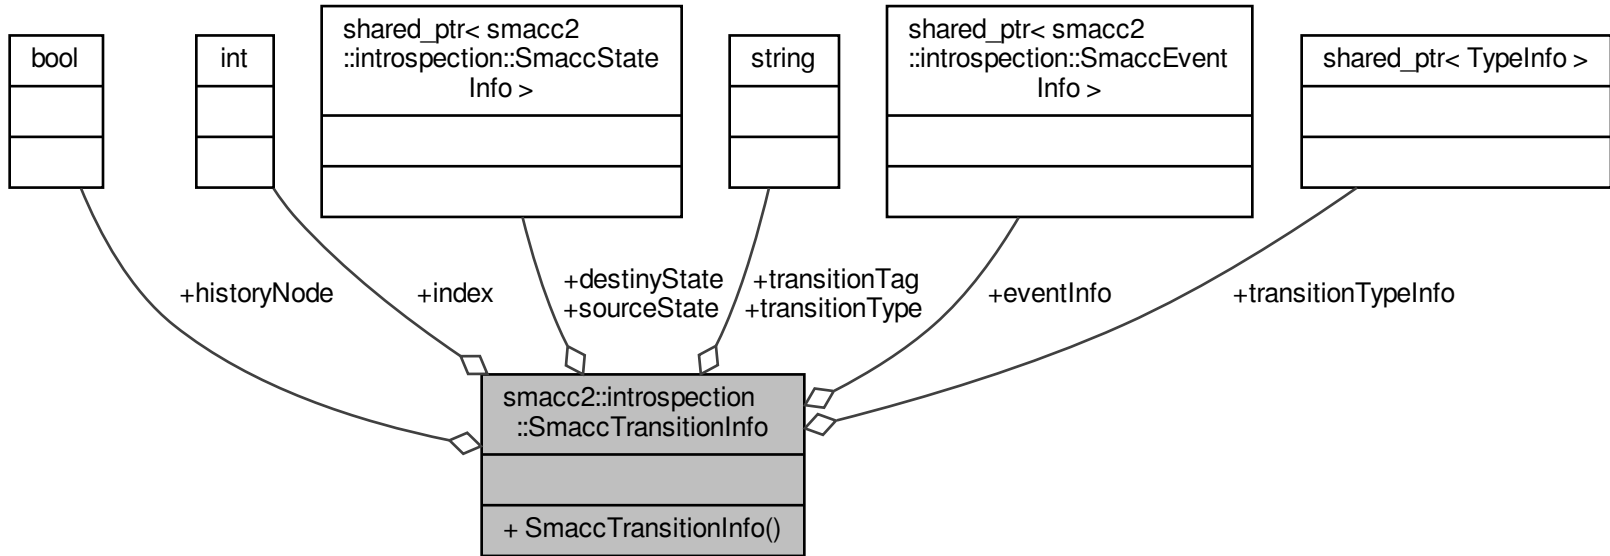 bool
int
shared_ptr< smacc2
::introspection::SmaccState
Info >
string
shared_ptr< smacc2
::introspection::SmaccEvent
Info >
shared_ptr< TypeInfo >
+historyNode
+index
+destinyState
+sourceState
+transitionTag
+transitionType
+eventInfo
+transitionTypeInfo
smacc2::introspection
::SmaccTransitionInfo
+ SmaccTransitionInfo()